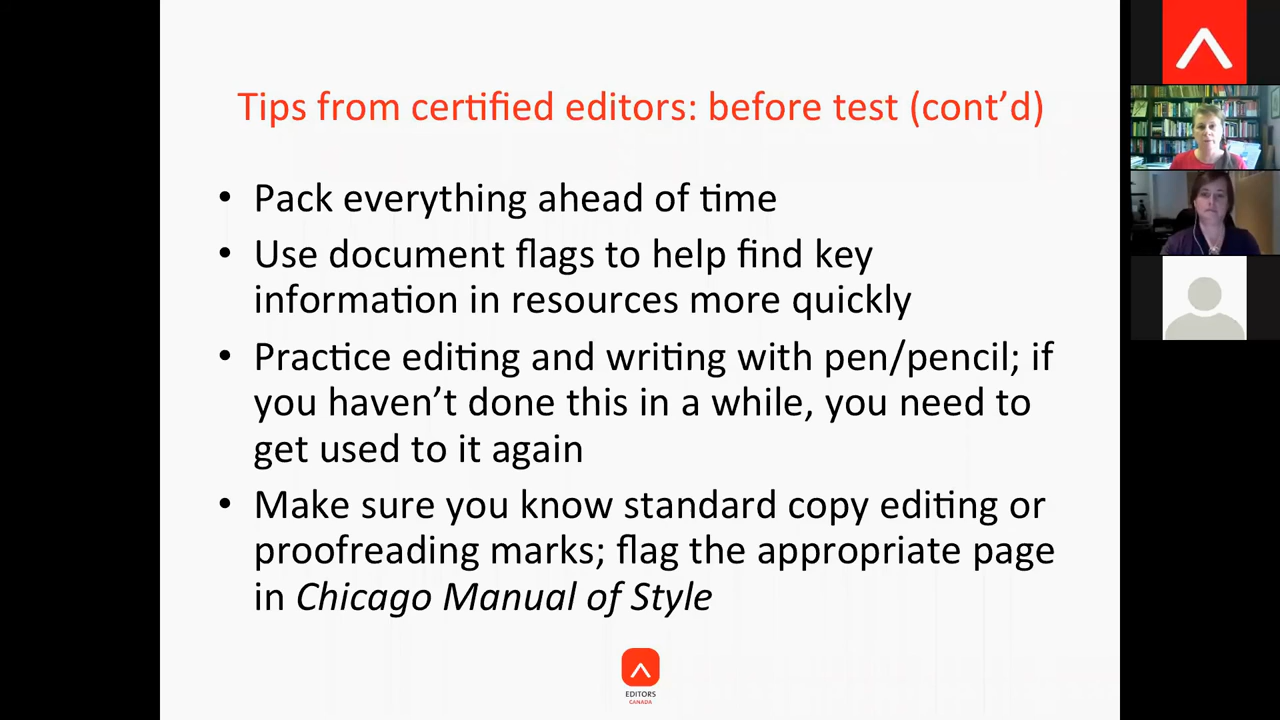 Tips from certified editors: before test (cont’d)
• Pack everything ahead of time
• Use document flags to help find key
information in resources more quickly
• Practice editing and writing with pen/pencil; if
you haven’t done this in a while, you need to
get used to it again
• Make sure you know standard copy editing or
proofreading marks; flag the appropriate page
in Chicago Manual of Style
EDITORS
CANADA